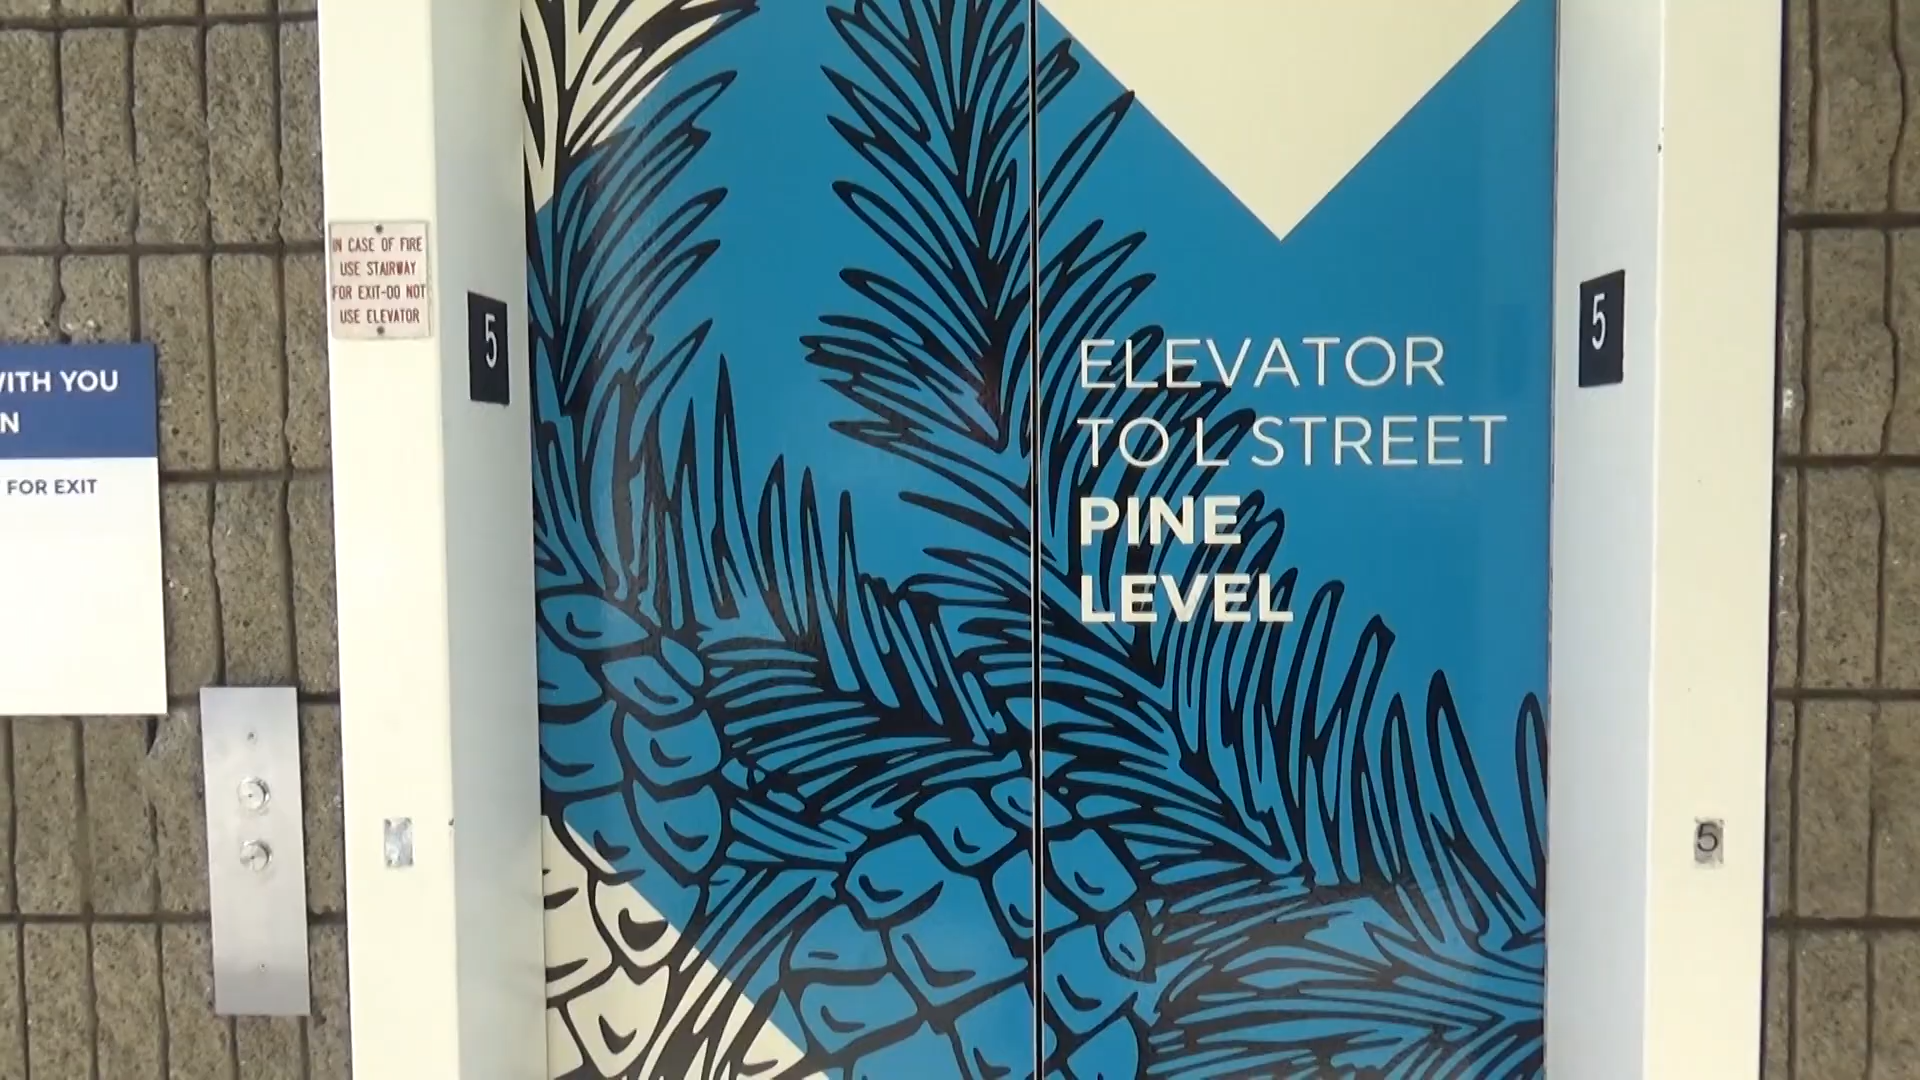 IN CASE OF FIRE
USE STAIRWAY
FOR EXIT-DO NOT
USE ELEVATOR
5
5
WITH YOU
FOR EXIT
ELEVATOR
TO L STREET
PINE
LEVEL
5